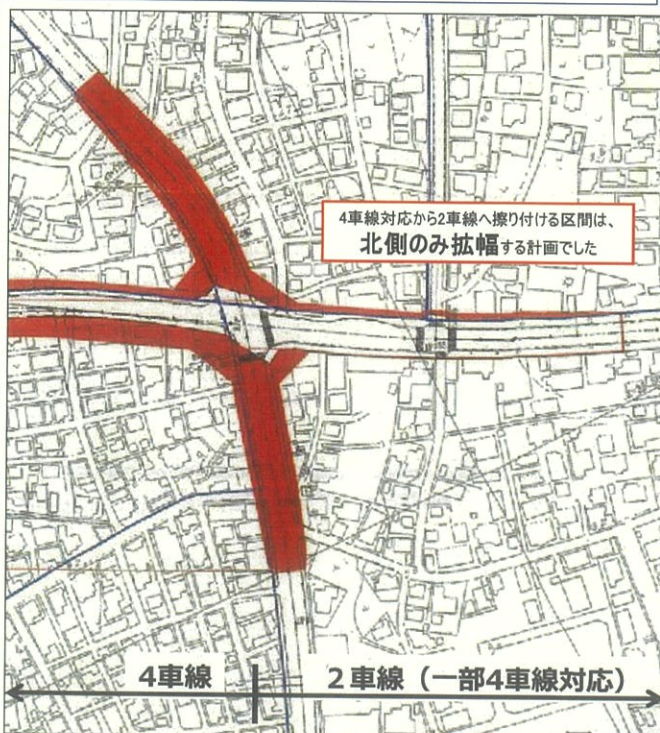 4車線対応から2車線へ擦り付ける区間は、
北側のみ拡幅する計画でした
4車線
2車線（一部4車線対応）